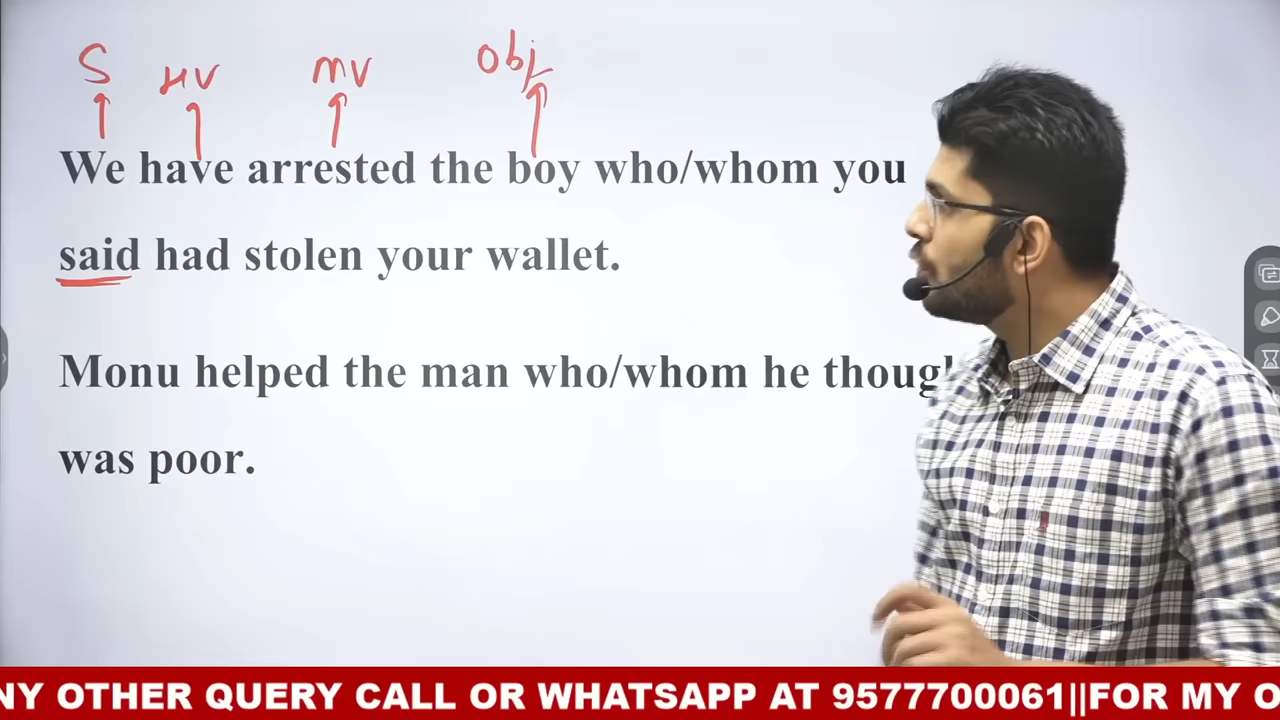 S HV MV Obj
We have arrested the boy who/whom you
said had stolen your wallet.
Monu helped the man who/whom he
was poor.
NY OTHER QUERY CALL OR WHATSAPP AT 9577700061||FOR MY O